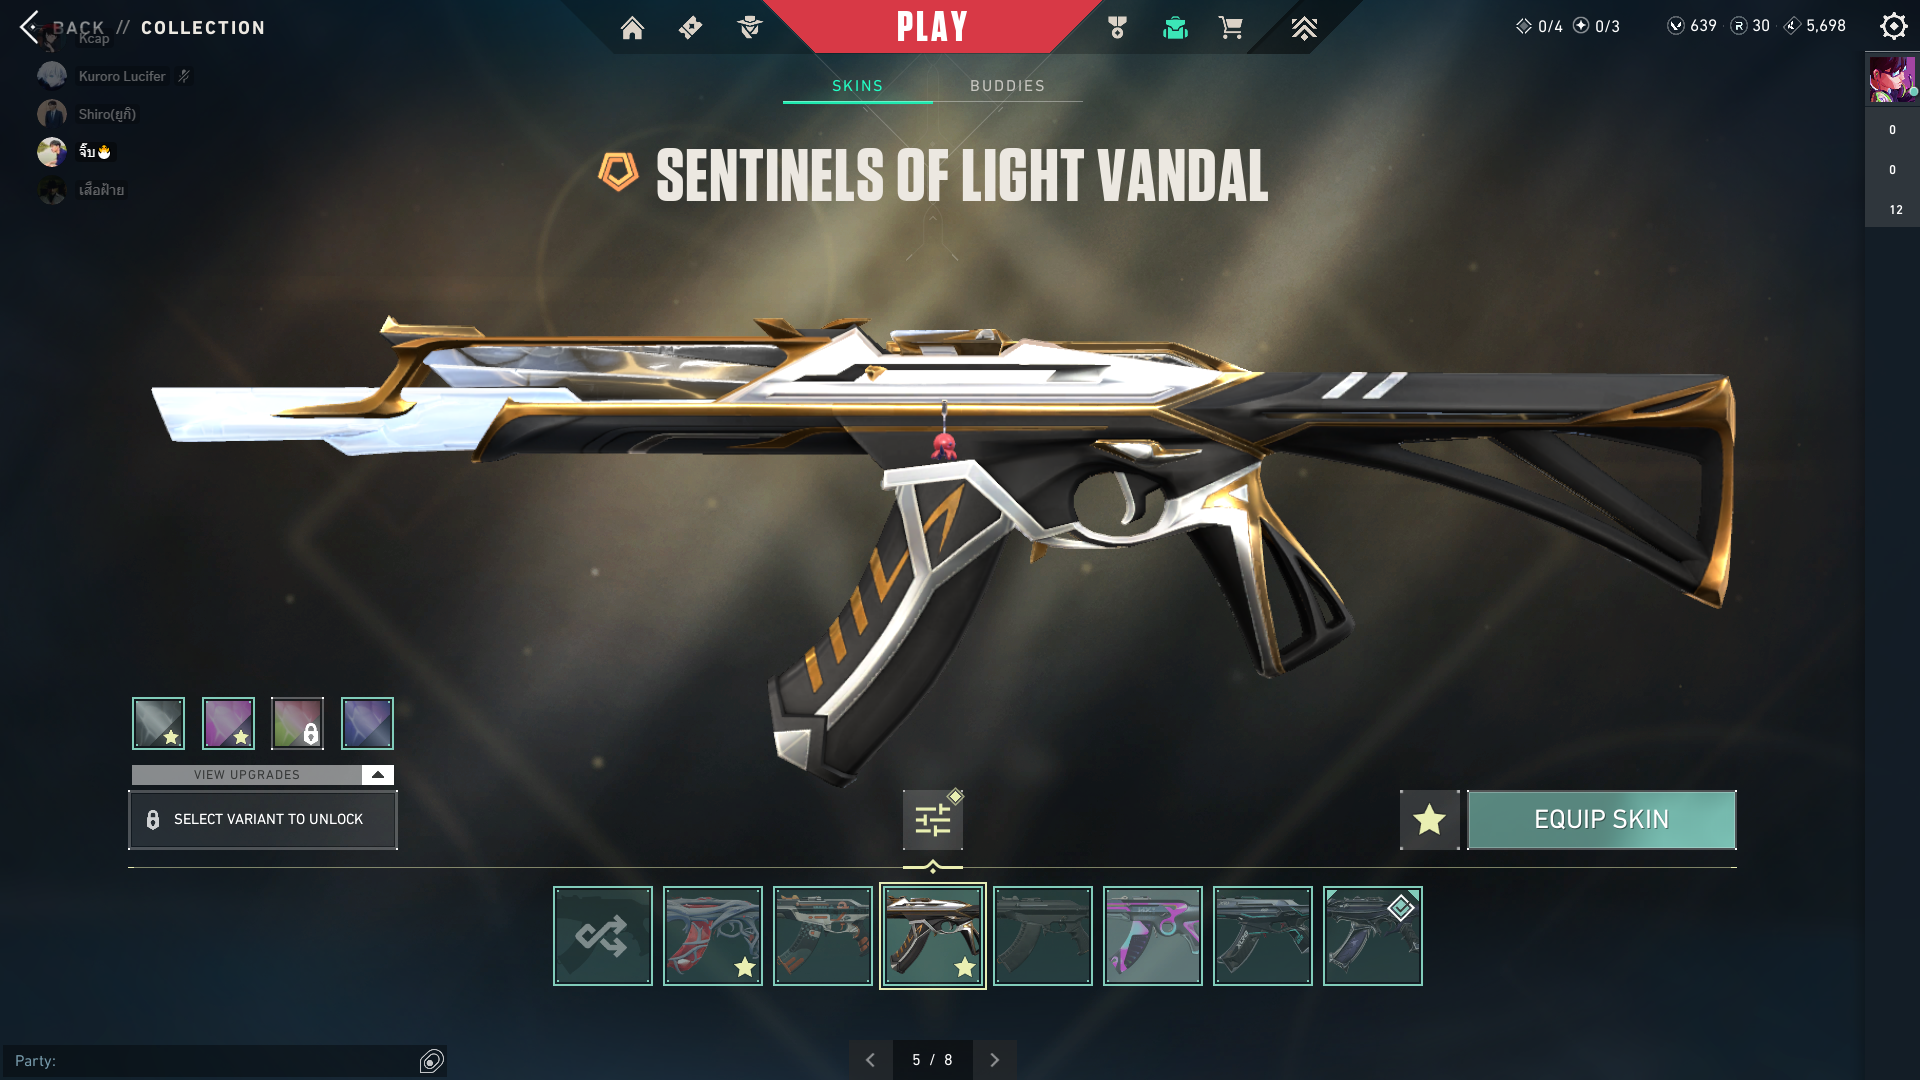 BACK // COLLECTION
PLAY
0/4 0/3 639 R 30 5,698
Kcap
Kuroro Lucifer
Shiro(ยูกิ)
จิ๊บ🐣
เสือฝ้าย
SKINS BUDDIES
0
0
12
SENTINELS OF LIGHT VANDAL
VIEW UPGRADES
SELECT VARIANT TO UNLOCK
EQUIP SKIN
Party:
5 / 8